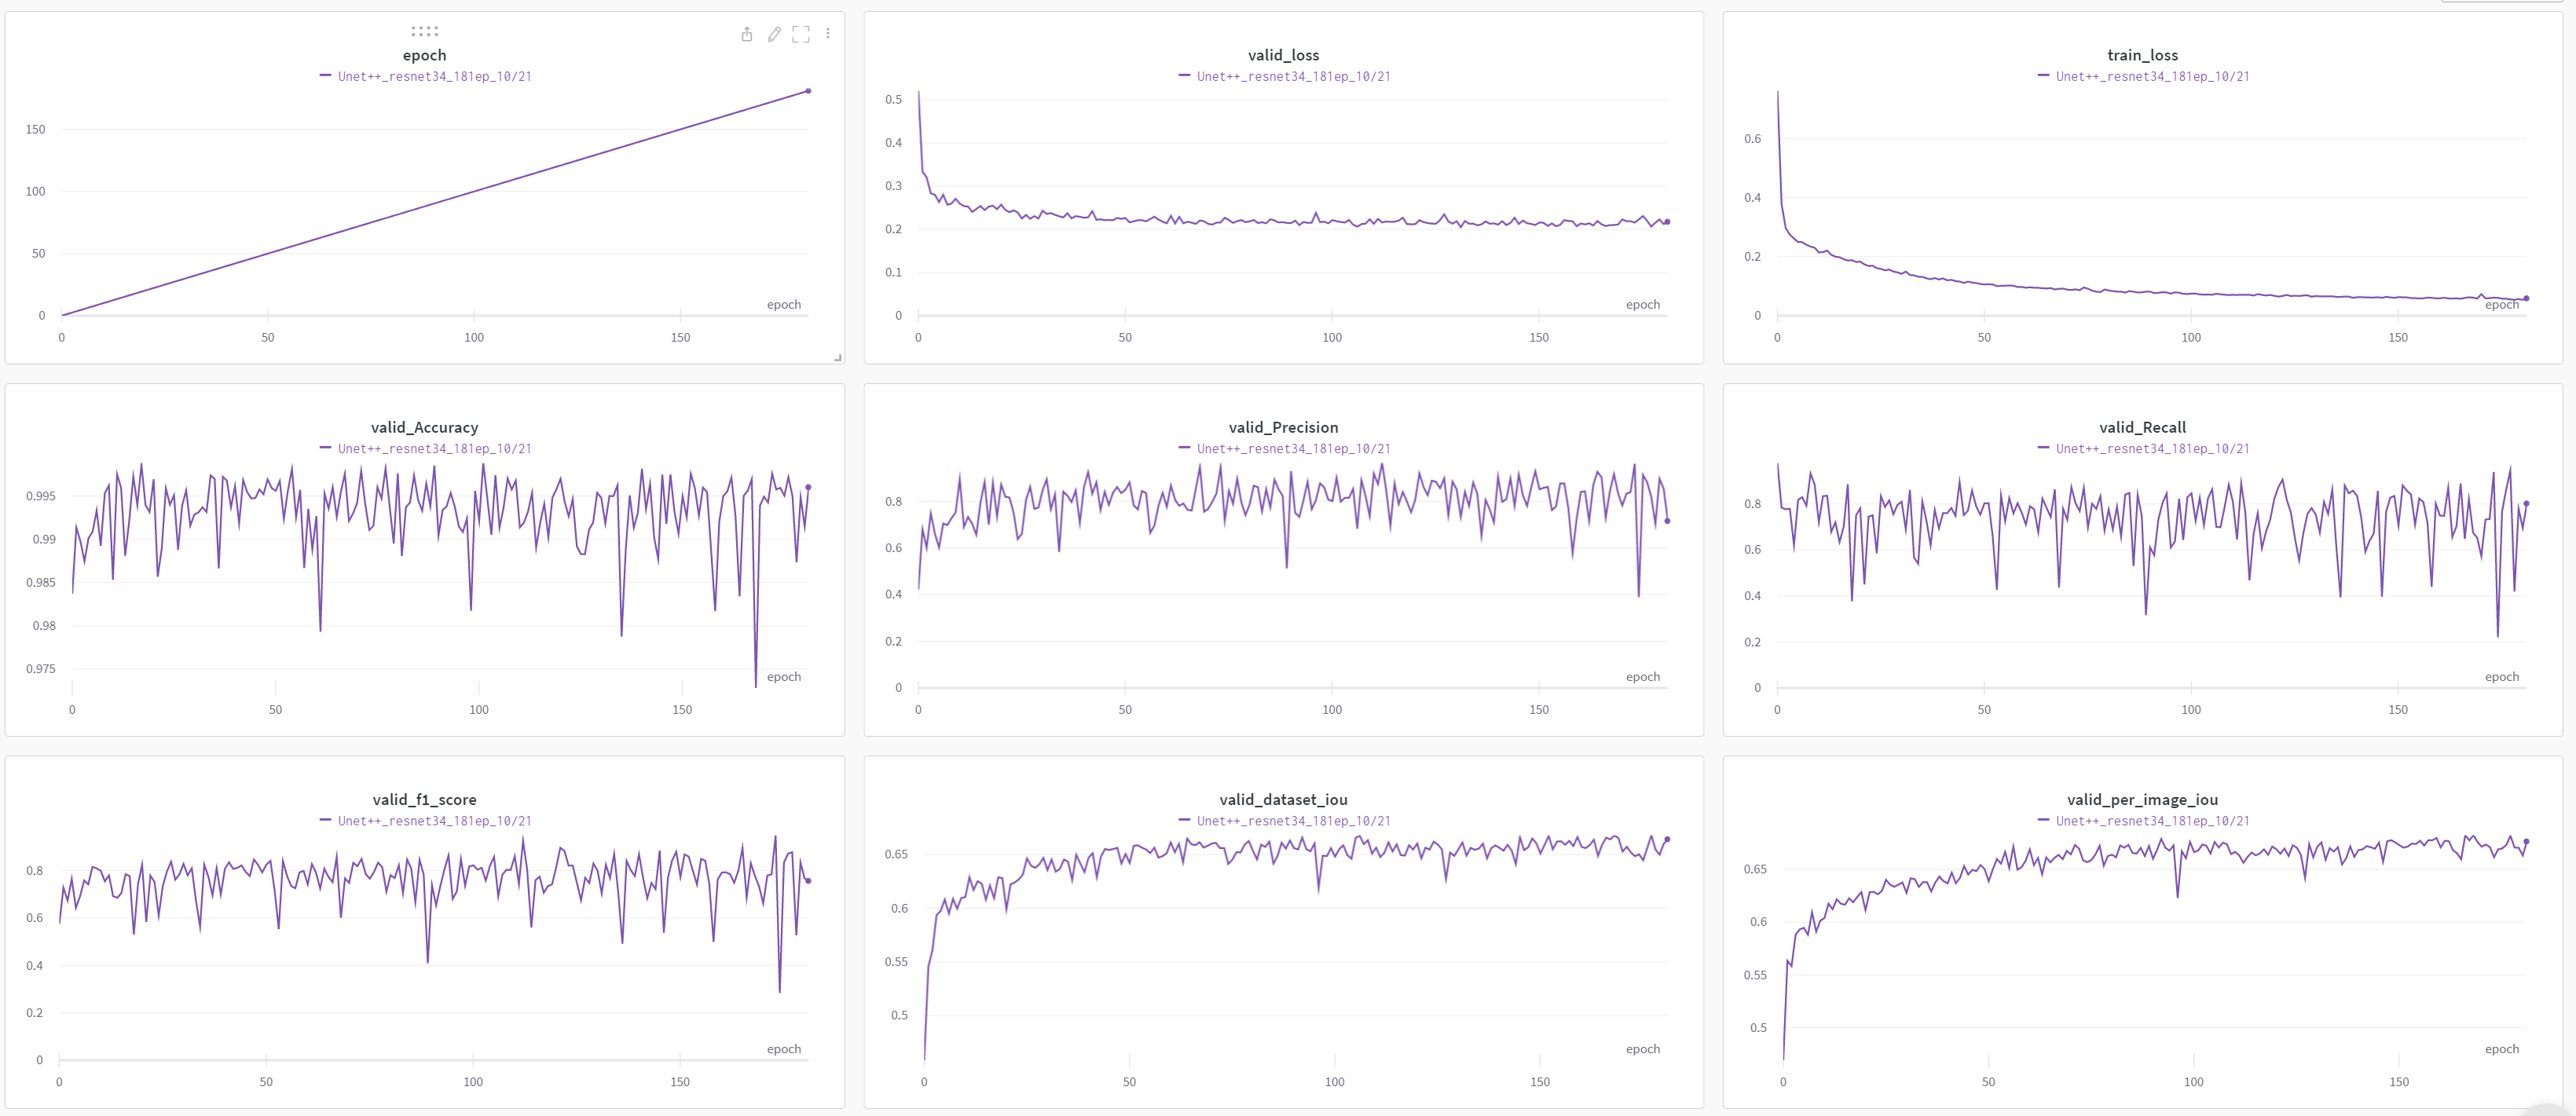 epoch
Unet++_resnet34_181ep_10/21
150
100
50
0
epoch
0
50
100
150
valid_loss
Unet++_resnet34_181ep_10/21
0.5
0.4
0.3
0.2
0.1
0
epoch
0
50
100
150
train_loss
Unet++_resnet34_181ep_10/21
0.6
0.4
0.2
0
epoch
0
50
100
150
valid_Accuracy
Unet++_resnet34_181ep_10/21
0.995
0.99
0.985
0.98
0.975
epoch
0
50
100
150
valid_Precision
Unet++_resnet34_181ep_10/21
0.8
0.6
0.4
0.2
0
epoch
0
50
100
150
valid_Recall
Unet++_resnet34_181ep_10/21
0.8
0.6
0.4
0.2
0
epoch
0
50
100
150
valid_f1_score
Unet++_resnet34_181ep_10/21
0.8
0.6
0.4
0.2
0
epoch
0
50
100
150
valid_dataset_iou
Unet++_resnet34_181ep_10/21
0.65
0.6
0.55
0.5
epoch
0
50
100
150
valid_per_image_iou
Unet++_resnet34_181ep_10/21
0.65
0.6
0.55
0.5
epoch
0
50
100
150